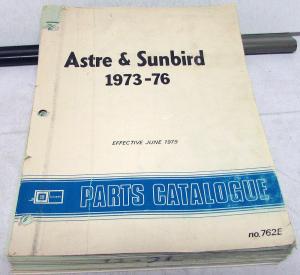 Astre & Sunbird
1973-76
EFFECTIVE JUNE 1975
PARTS CATALOGUE
no. 762E